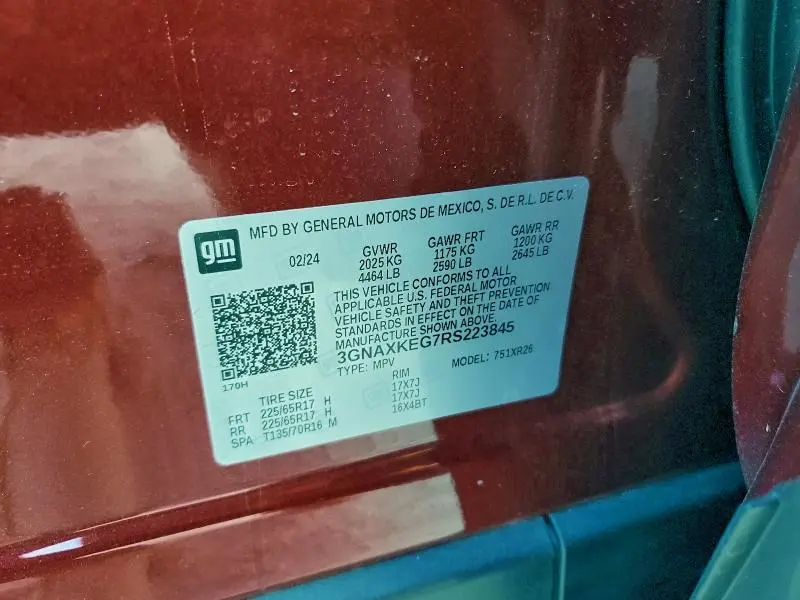 gm
MFD BY GENERAL MOTORS DE MEXICO, S. DE R.L. DE C.V.
02/24 GVWR GAWR FRT GAWR RR
2025 KG 1175 KG 1200 KG
4464 LB 2590 LB 2645 LB
THIS VEHICLE CONFORMS TO ALL
APPLICABLE U.S. FEDERAL MOTOR
VEHICLE SAFETY AND THEFT PREVENTION
STANDARDS IN EFFECT ON THE DATE OF
MANUFACTURE SHOWN ABOVE.
3GNAXKEG7RS223845
TYPE: MPV MODEL: 751XR26
170H
TIRE SIZE RIM
FRT 225/65R17 H 17X7J
RR 225/65R17 H 17X7J
SPA T135/70R16 M 16X4BT